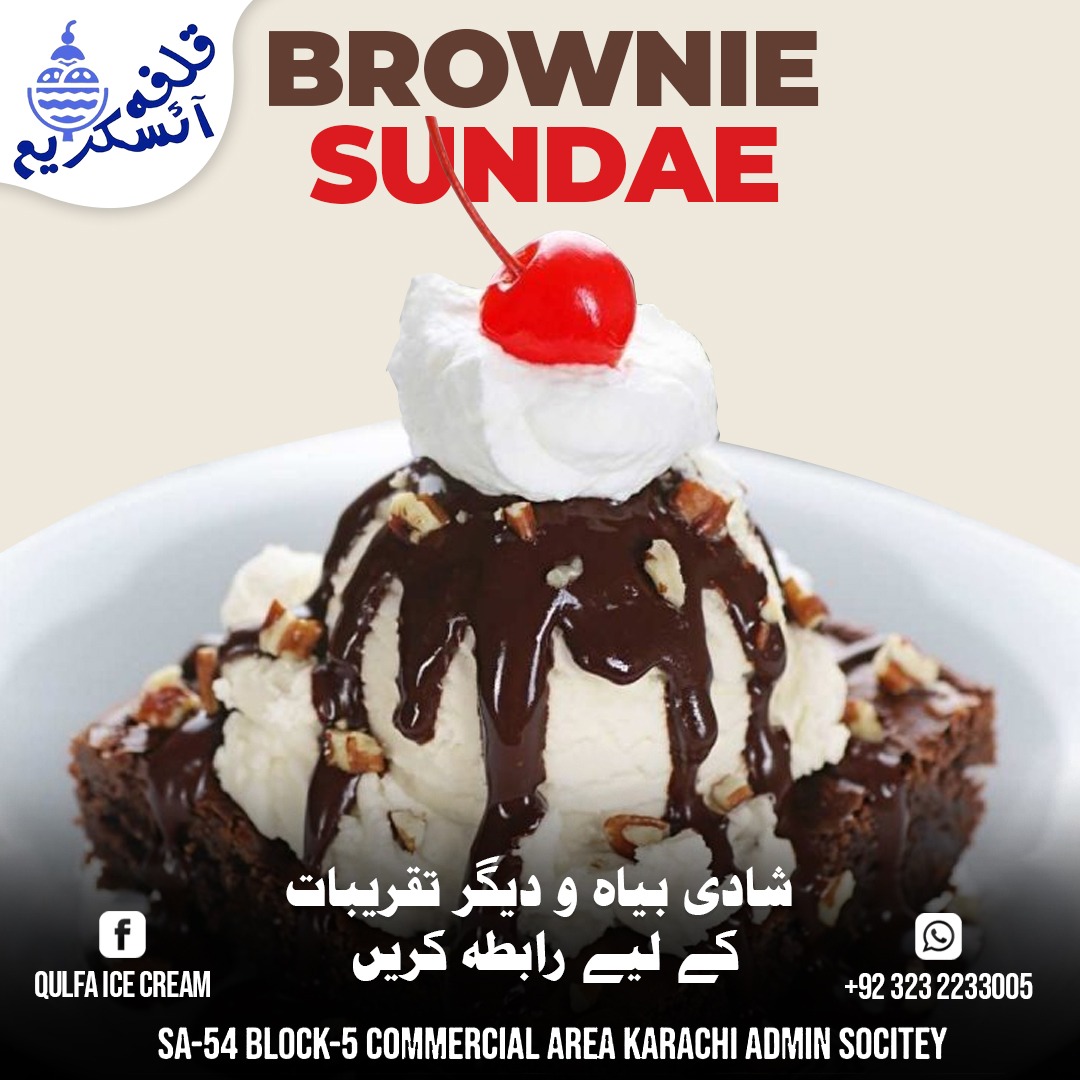 قلفہ
آئسکریم
BROWNIE
SUNDAE
شادی بیاہ و دیگر تقریبات
کے لیے رابطہ کریں
QULFA ICE CREAM
+92 323 2233005
SA-54 BLOCK-5 COMMERCIAL AREA KARACHI ADMIN SOCITEY